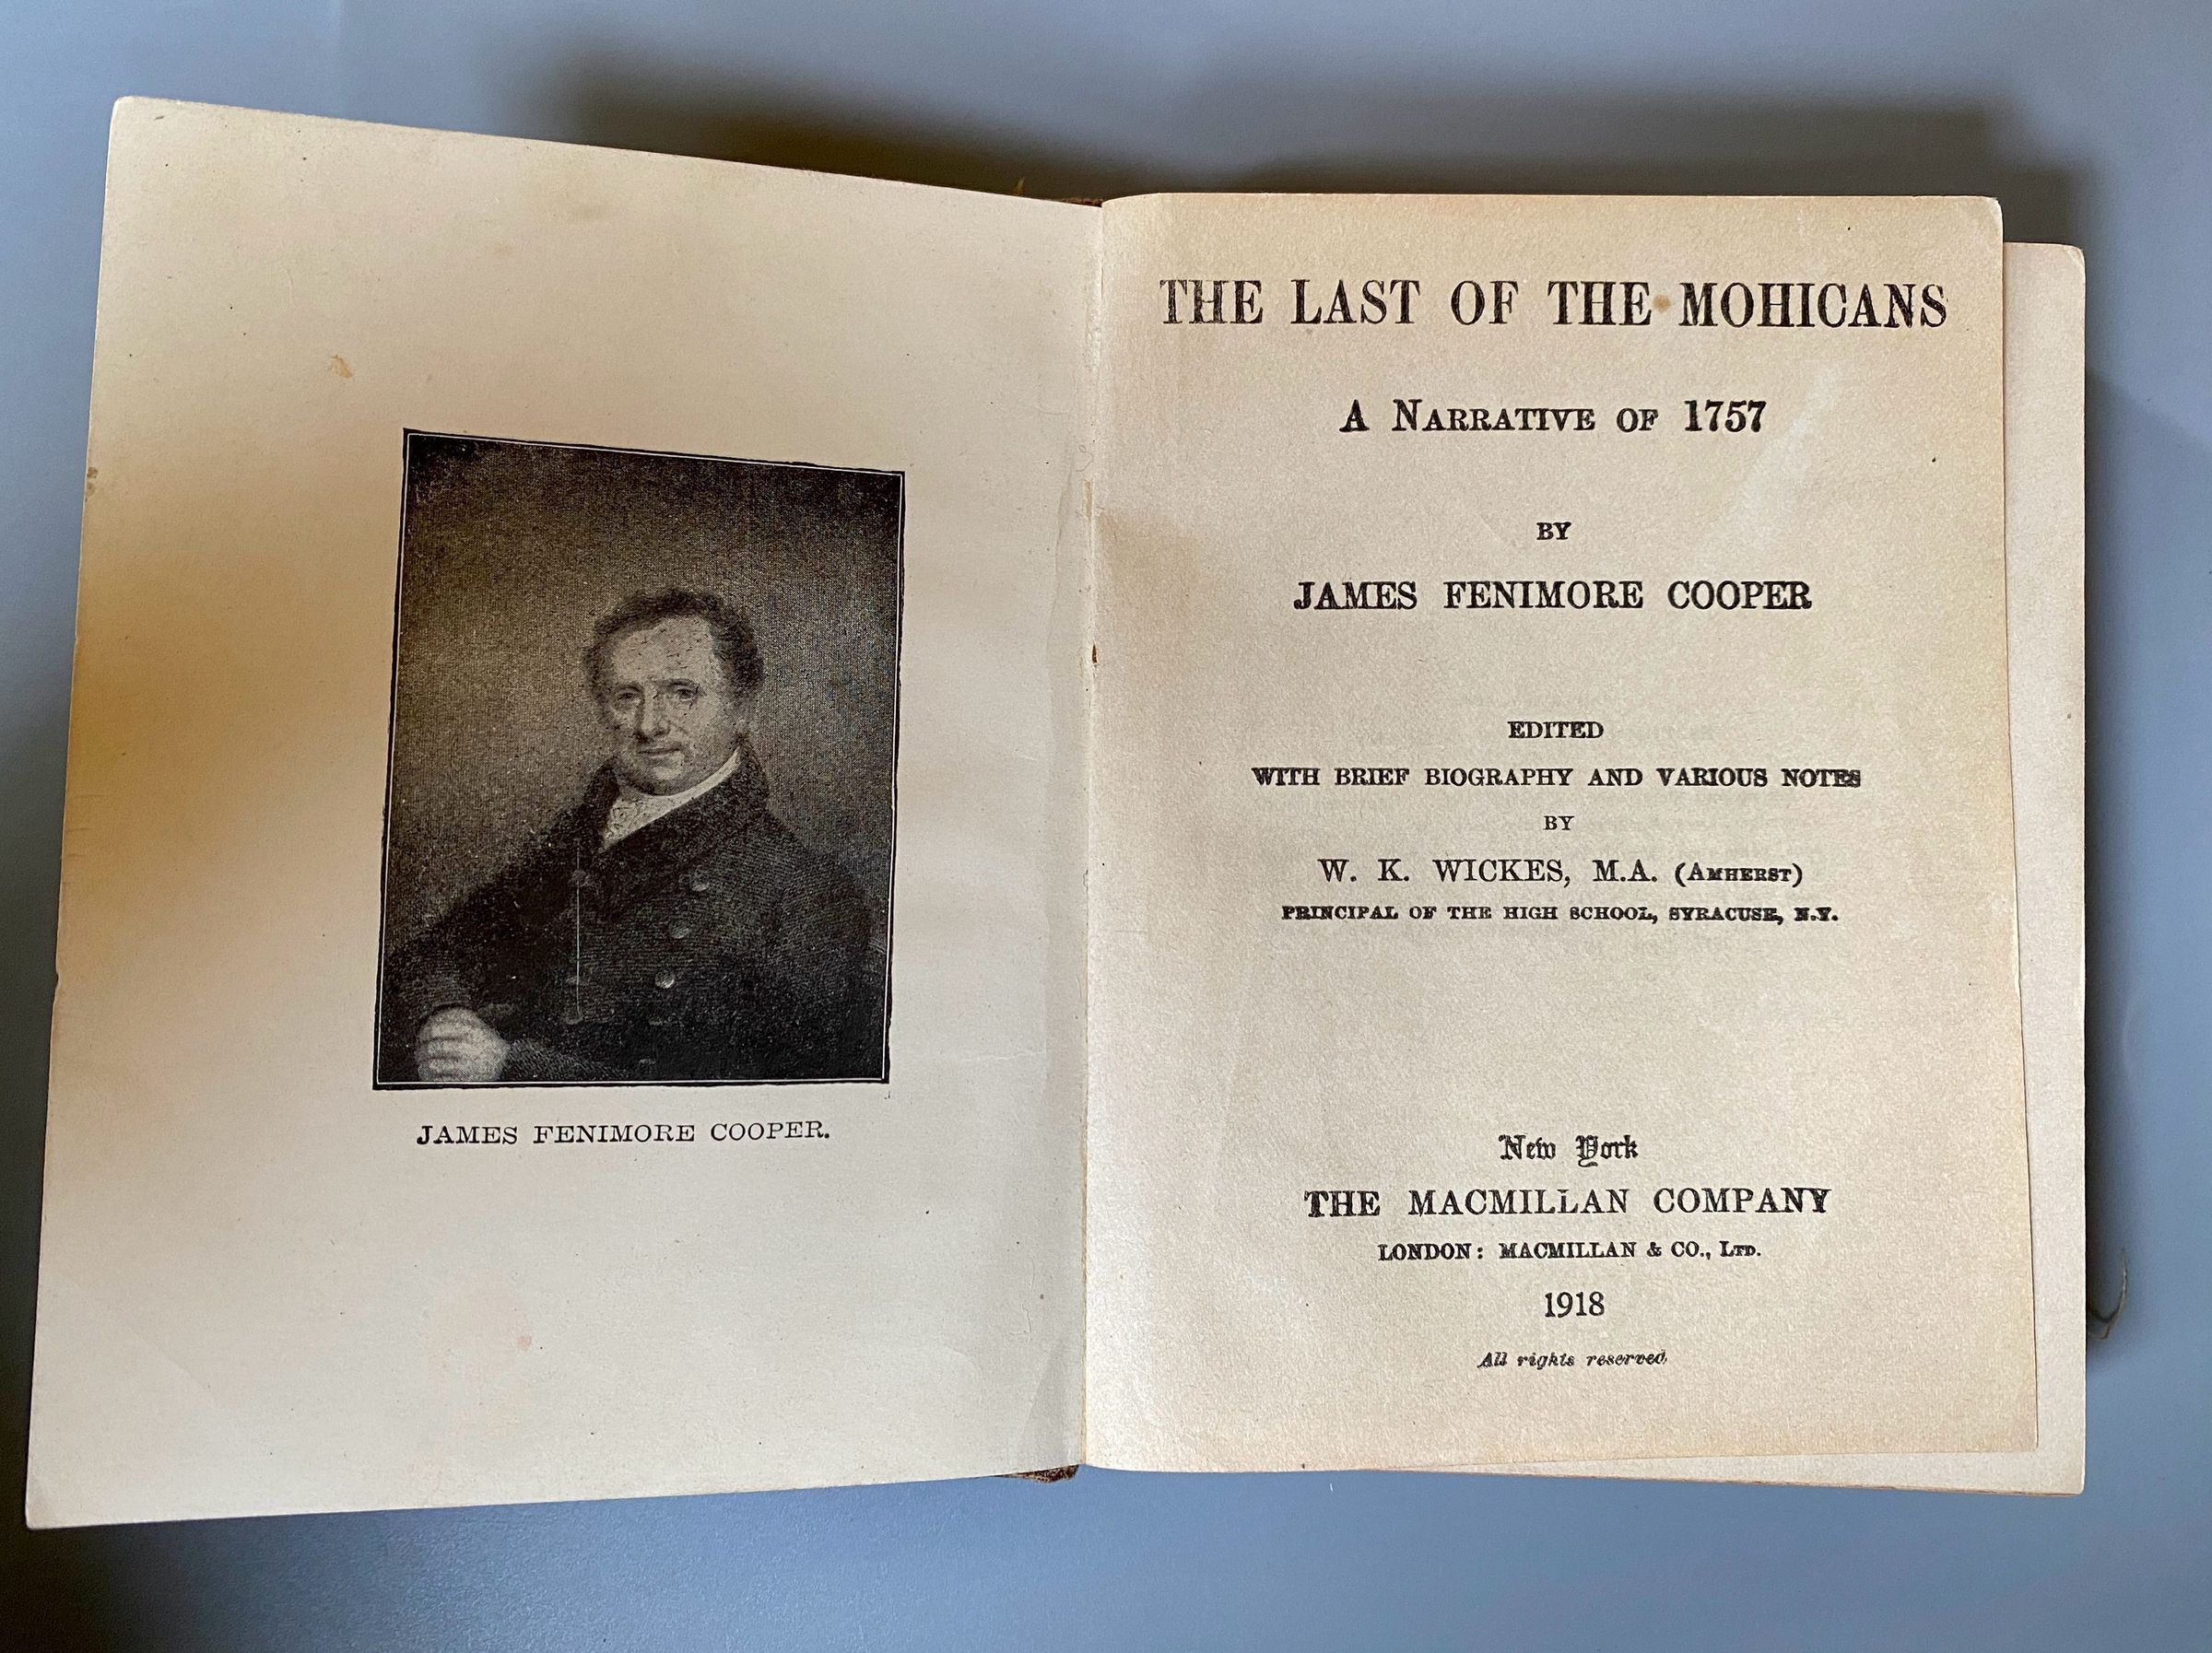 JAMES FENIMORE COOPER.
THE LAST OF THE MOHICANS
A NARRATIVE OF 1757
BY
JAMES FENIMORE COOPER
EDITED
WITH BRIEF BIOGRAPHY AND VARIOUS NOTES
BY
W. K. WICKES, M.A. (AMHERST)
PRINCIPAL OF THE HIGH SCHOOL, SYRACUSE, N.Y.
New York
THE MACMILLAN COMPANY
LONDON: MACMILLAN & CO., LTD.
1918
All rights reserved